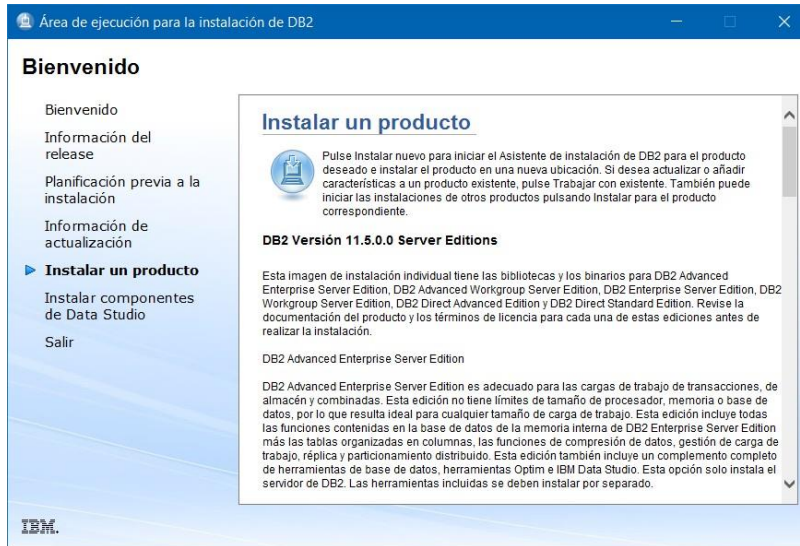 Área de ejecución para la instalación de DB2
Bienvenido
Bienvenido
Información del
release
Planificación previa a la
instalación
Información de
actualización
Instalar un producto
Instalar componentes
de Data Studio
Salir
Instalar un producto
Pulse Instalar nuevo para iniciar el Asistente de instalación de DB2 para el producto
deseado e instalar el producto en una nueva ubicación. Si desea actualizar o añadir
características a un producto existente, pulse Trabajar con existente. También puede
iniciar las instalaciones de otros productos pulsando Instalar para el producto
correspondiente.
DB2 Versión 11.5.0.0 Server Editions
Esta imagen de instalación individual tiene las bibliotecas y los binarios para DB2 Advanced
Enterprise Server Edition, DB2 Advanced Workgroup Server Edition, DB2 Enterprise Server Edition, DB2
Workgroup Server Edition, DB2 Direct Advanced Edition y DB2 Direct Standard Edition. Revise la
documentación del producto y los términos de licencia para cada una de estas ediciones antes de
realizar la instalación.
DB2 Advanced Enterprise Server Edition
DB2 Advanced Enterprise Server Edition es adecuado para las cargas de trabajo de transacciones, de
almacén y combinadas. Esta edición no tiene límites de tamaño de procesador, memoria o base de
datos, por lo que resulta ideal para cualquier tamaño de carga de trabajo. Esta edición incluye todas
las funciones contenidas en la base de datos de la memoria interna de DB2 Enterprise Server Edition
más las tablas organizadas en columnas, las funciones de compresión de datos, gestión de carga de
trabajo, réplica y particionamiento distribuido. Esta edición también incluye un complemento completo
de herramientas de base de datos, herramientas Optim e IBM Data Studio. Esta opción solo instala el
servidor de DB2. Las herramientas incluidas se deben instalar por separado.
IBM.